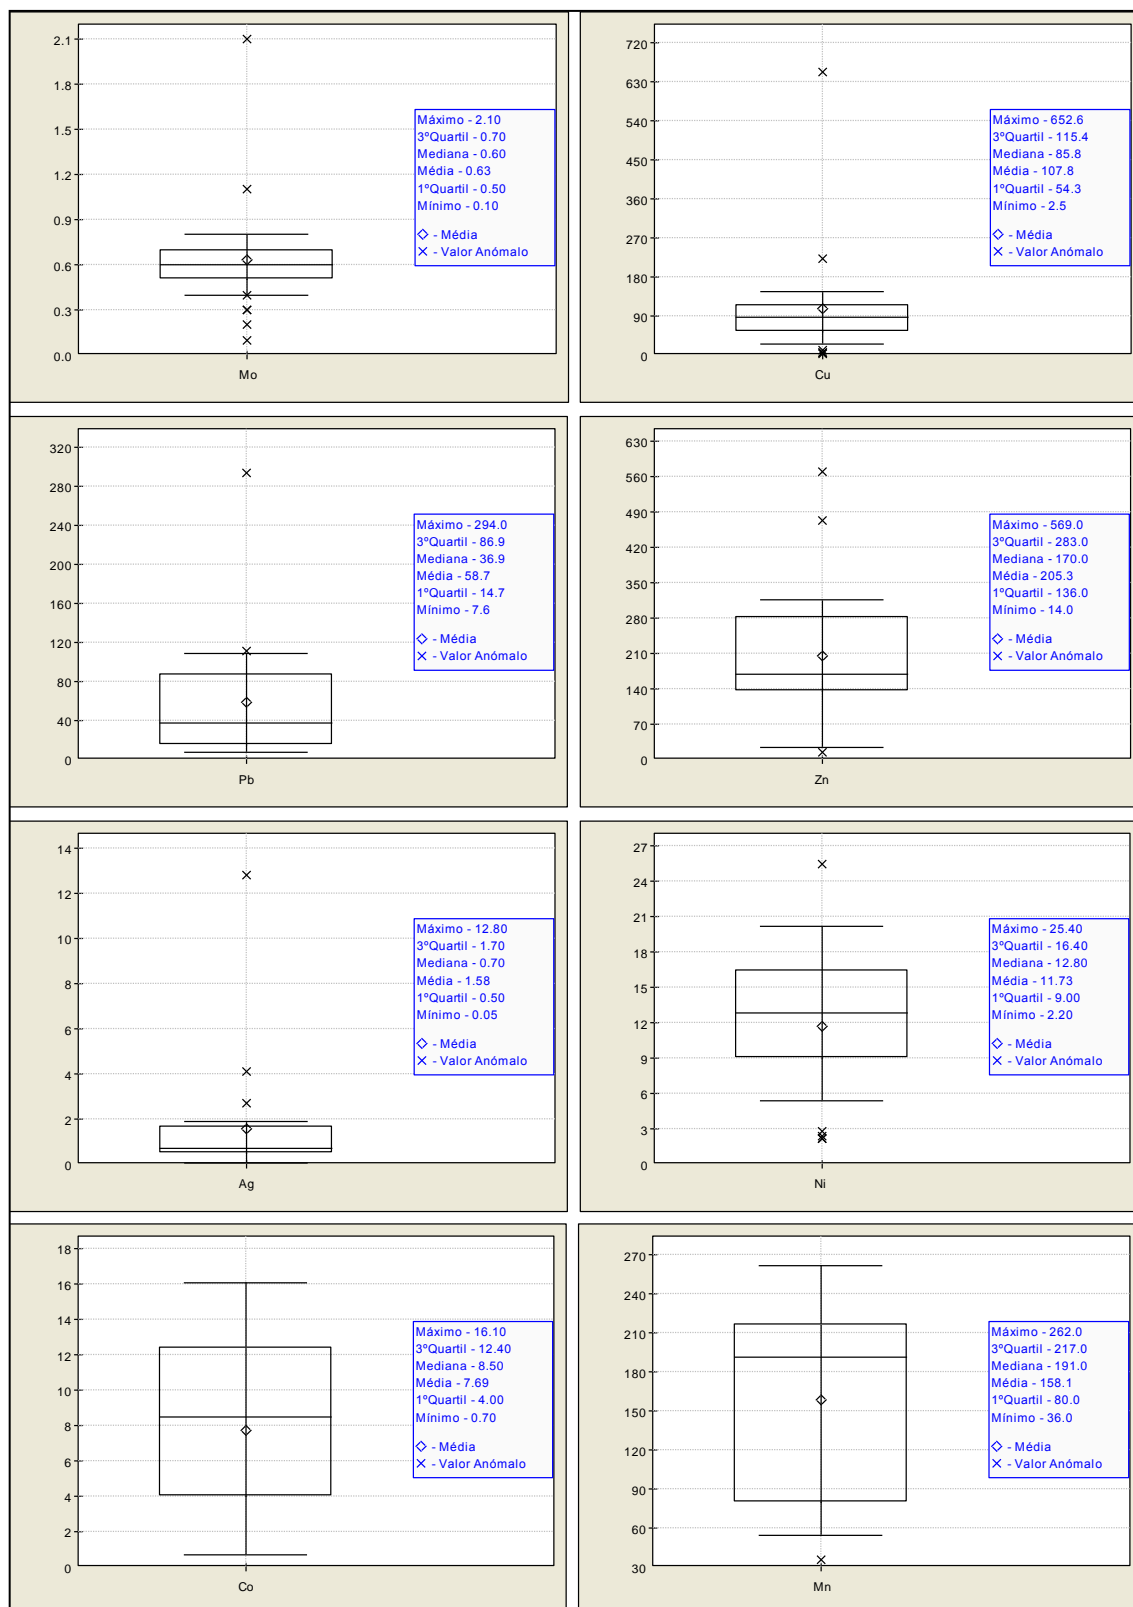 2.1
1.8
1.5
1.2
0.9
0.6
0.3
0.0
Mo
Máximo - 2.10
3ºQuartil - 0.70
Mediana - 0.60
Média - 0.63
1ºQuartil - 0.50
Mínimo - 0.10
- Média
- Valor Anómalo
720
630
540
450
360
270
180
90
0
Cu
Máximo - 652.6
3ºQuartil - 115.4
Mediana - 85.8
Média - 107.8
1ºQuartil - 54.3
Mínimo - 2.5
- Média
- Valor Anómalo
320
280
240
200
160
120
80
40
0
Pb
Máximo - 294.0
3ºQuartil - 86.9
Mediana - 36.9
Média - 58.7
1ºQuartil - 14.7
Mínimo - 7.6
- Média
- Valor Anómalo
630
560
490
420
350
280
210
140
70
0
Zn
Máximo - 569.0
3ºQuartil - 283.0
Mediana - 170.0
Média - 205.3
1ºQuartil - 136.0
Mínimo - 14.0
- Média
- Valor Anómalo
14
12
10
8
6
4
2
0
Ag
Máximo - 12.80
3ºQuartil - 1.70
Mediana - 0.70
Média - 1.58
1ºQuartil - 0.50
Mínimo - 0.05
- Média
- Valor Anómalo
27
24
21
18
15
12
9
6
3
0
Ni
Máximo - 25.40
3ºQuartil - 16.40
Mediana - 12.80
Média - 11.73
1ºQuartil - 9.00
Mínimo - 2.20
- Média
- Valor Anómalo
18
16
14
12
10
8
6
4
2
0
Co
Máximo - 16.10
3ºQuartil - 12.40
Mediana - 8.50
Média - 7.69
1ºQuartil - 4.00
Mínimo - 0.70
- Média
- Valor Anómalo
270
240
210
180
150
120
90
60
30
Mn
Máximo - 262.0
3ºQuartil - 217.0
Mediana - 191.0
Média - 158.1
1ºQuartil - 80.0
Mínimo - 36.0
- Média
- Valor Anómalo